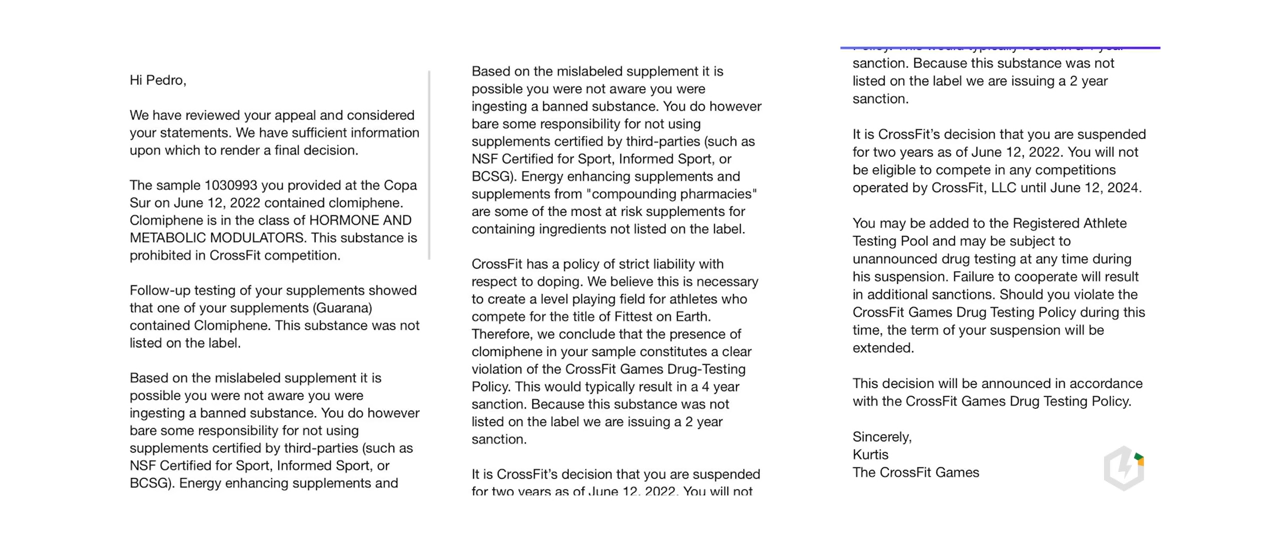 Hi Pedro,
We have reviewed your appeal and considered
your statements. We have sufficient information
upon which to render a final decision.
The sample 1030993 you provided at the Copa
Sur on June 12, 2022 contained clomiphene.
Clomiphene is in the class of HORMONE AND
METABOLIC MODULATORS. This substance is
prohibited in CrossFit competition.
Follow-up testing of your supplements showed
that one of your supplements (Guarana)
contained Clomiphene. This substance was not
listed on the label.
Based on the mislabeled supplement it is
possible you were not aware you were
ingesting a banned substance. You do however
bare some responsibility for not using
supplements certified by third-parties (such as
NSF Certified for Sport, Informed Sport, or
BCSG). Energy enhancing supplements and
Based on the mislabeled supplement it is
possible you were not aware you were
ingesting a banned substance. You do however
bare some responsibility for not using
supplements certified by third-parties (such as
NSF Certified for Sport, Informed Sport, or
BCSG). Energy enhancing supplements and
supplements from "compounding pharmacies"
are some of the most at risk supplements for
containing ingredients not listed on the label.
CrossFit has a policy of strict liability with
respect to doping. We believe this is necessary
to create a level playing field for athletes who
compete for the title of Fittest on Earth.
Therefore, we conclude that the presence of
clomiphene in your sample constitutes a clear
violation of the CrossFit Games Drug-Testing
Policy. This would typically result in a 4 year
sanction. Because this substance was not
listed on the label we are issuing a 2 year
sanction.
It is CrossFit's decision that you are suspended
for two years as of June 12, 2022. You will not
Policy. This would typically result in a 4 year
sanction. Because this substance was not
listed on the label we are issuing a 2 year
sanction.
It is CrossFit's decision that you are suspended
for two years as of June 12, 2022. You will not
be eligible to compete in any competitions
operated by CrossFit, LLC until June 12, 2024.
You may be added to the Registered Athlete
Testing Pool and may be subject to
unannounced drug testing at any time during
his suspension. Failure to cooperate will result
in additional sanctions. Should you violate the
CrossFit Games Drug Testing Policy during this
time, the term of your suspension will be
extended.
This decision will be announced in accordance
with the CrossFit Games Drug Testing Policy.
Sincerely,
Kurtis
The CrossFit Games